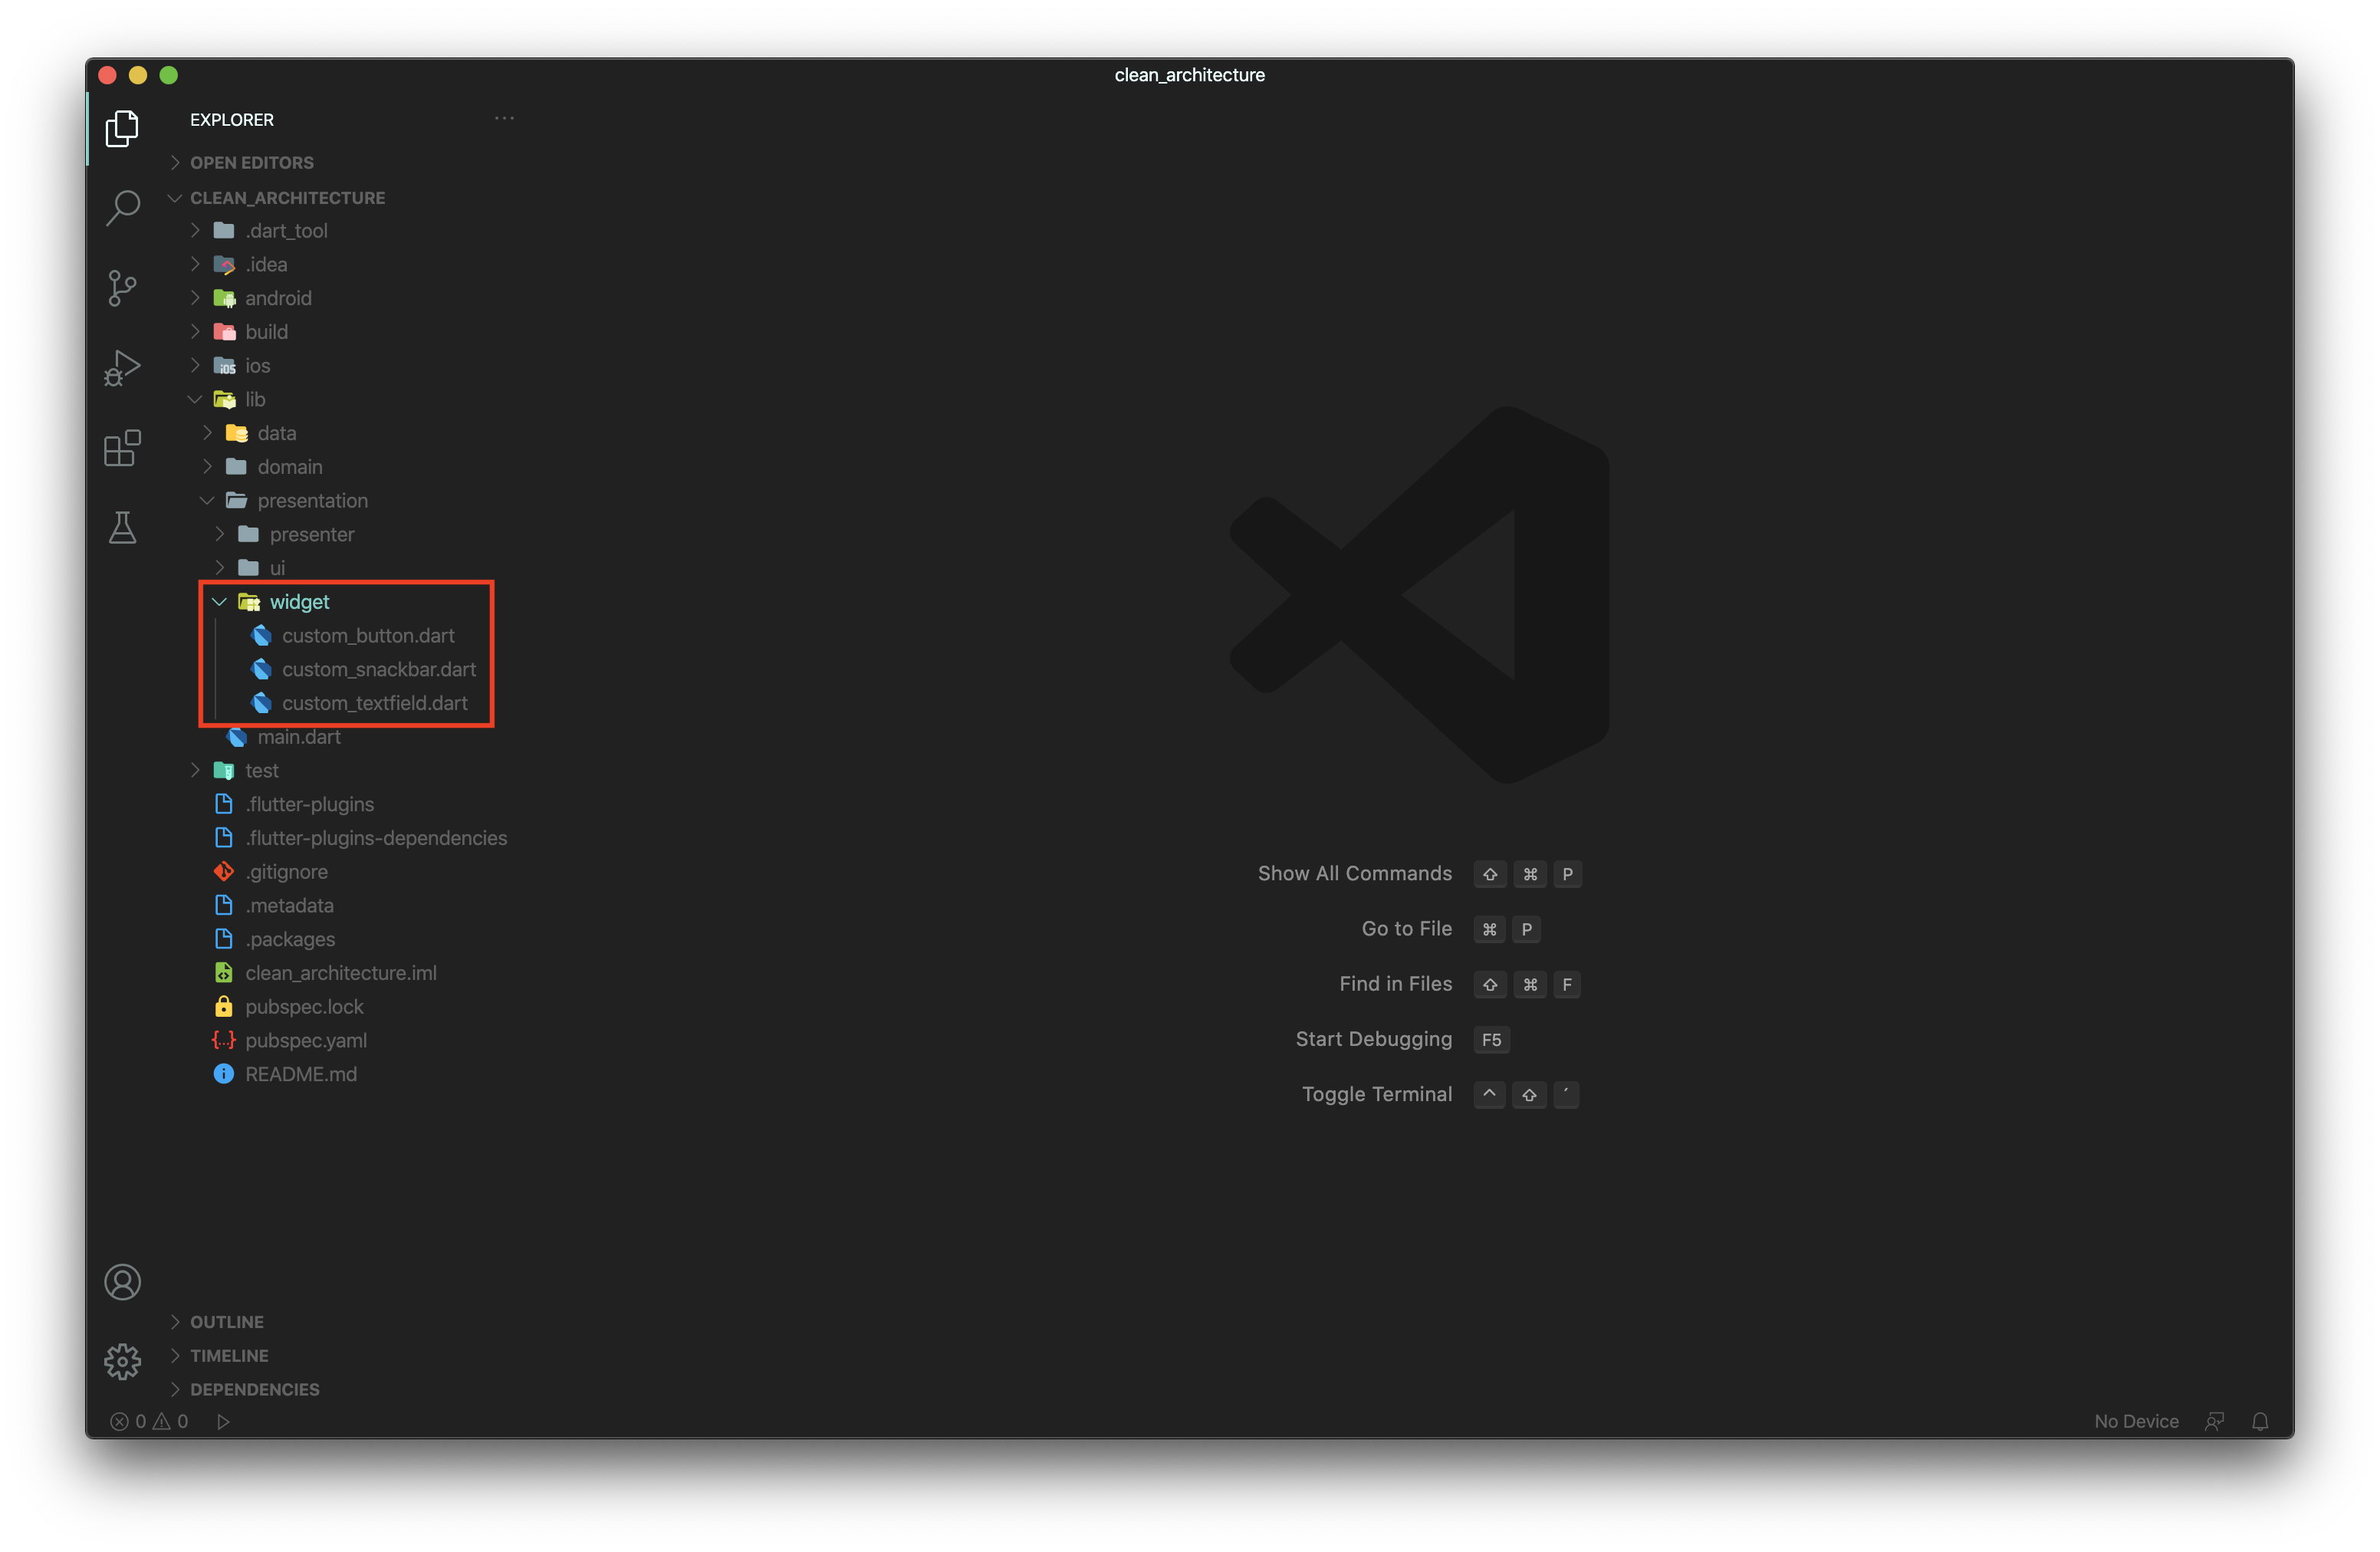 clean_architecture
EXPLORER
OPEN EDITORS
CLEAN_ARCHITECTURE
.dart_tool
.idea
android
build
ios
lib
data
domain
presentation
presenter
ui
widget
custom_button.dart
custom_snackbar.dart
custom_textfield.dart
main.dart
test
.flutter-plugins
.flutter-plugins-dependencies
.gitignore
.metadata
.packages
clean_architecture.iml
pubspec.lock
pubspec.yaml
README.md
Show All Commands ⇧ ⌘ P
Go to File ⌘ P
Find in Files ⇧ ⌘ F
Start Debugging F5
Toggle Terminal ^ ⇧ ´
OUTLINE
TIMELINE
DEPENDENCIES
0 0
No Device